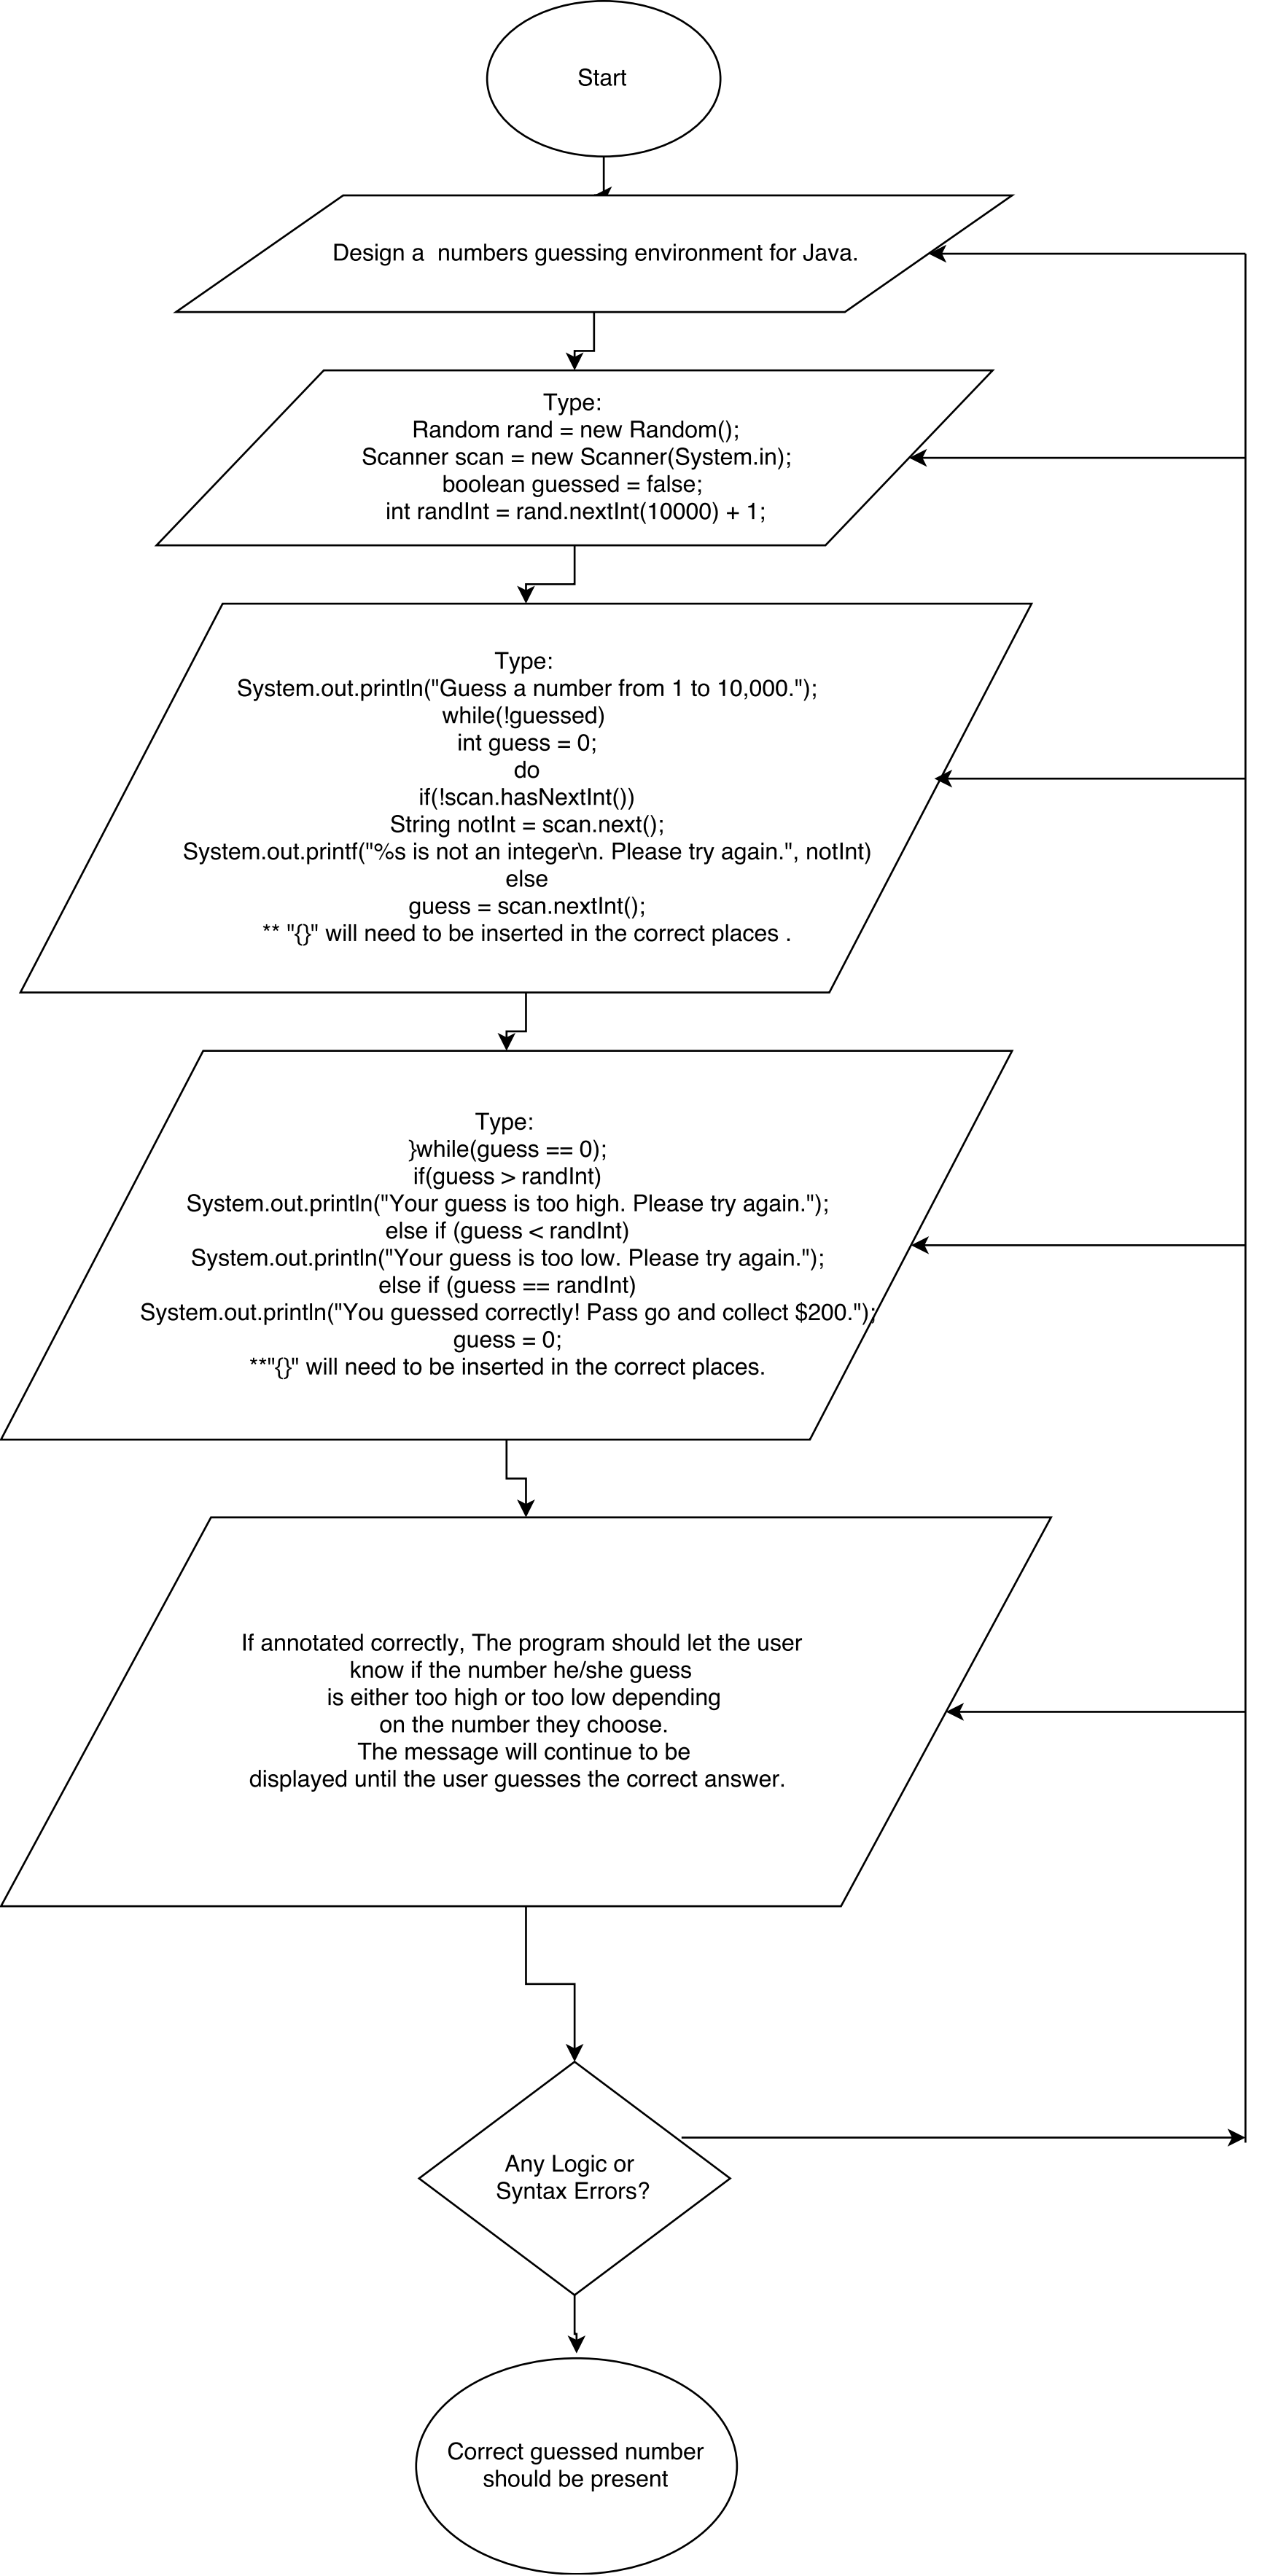 Start
Design a  numbers guessing environment for Java.
Type:
Random rand = new Random();
Scanner scan = new Scanner(System.in);
boolean guessed = false;
int randInt = rand.nextInt(10000) + 1;
Type:
System.out.println("Guess a number from 1 to 10,000.");
while(!guessed)
int guess = 0;
do
if(!scan.hasNextInt())
String notInt = scan.next();
System.out.printf("%s is not an integer\n. Please try again.", notInt)
else
guess = scan.nextInt();
** "{}" will need to be inserted in the correct places .
Type:
}while(guess == 0);
if(guess > randInt)
System.out.println("Your guess is too high. Please try again.");
else if (guess < randInt)
System.out.println("Your guess is too low. Please try again.");
else if (guess == randInt)
System.out.println("You guessed correctly! Pass go and collect $200.");
guess = 0;
**"{}" will need to be inserted in the correct places.
If annotated correctly, The program should let the user
know if the number he/she guess
is either too high or too low depending
on the number they choose.
The message will continue to be
displayed until the user guesses the correct answer.
Any Logic or
Syntax Errors?
Correct guessed number
should be present